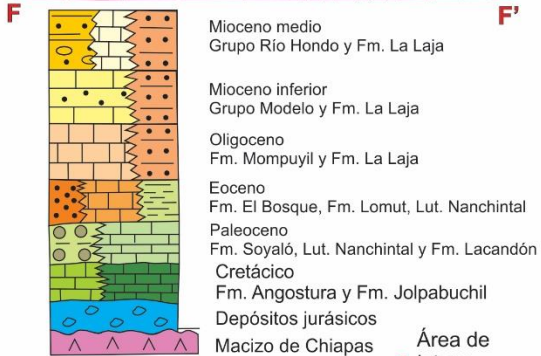 F F’
Mioceno medio
Grupo Río Hondo y Fm. La Laja
Mioceno inferior
Grupo Modelo y Fm. La Laja
Oligoceno
Fm. Mompuyil y Fm. La Laja
Eoceno
Fm. El Bosque, Fm. Lomut, Lut. Nanchintal
Paleoceno
Fm. Soyaló, Lut. Nanchintal y Fm. Lacandón
Cretácico
Fm. Angostura y Fm. Jolpabuchil
Depósitos jurásicos
Macizo de Chiapas
Área de